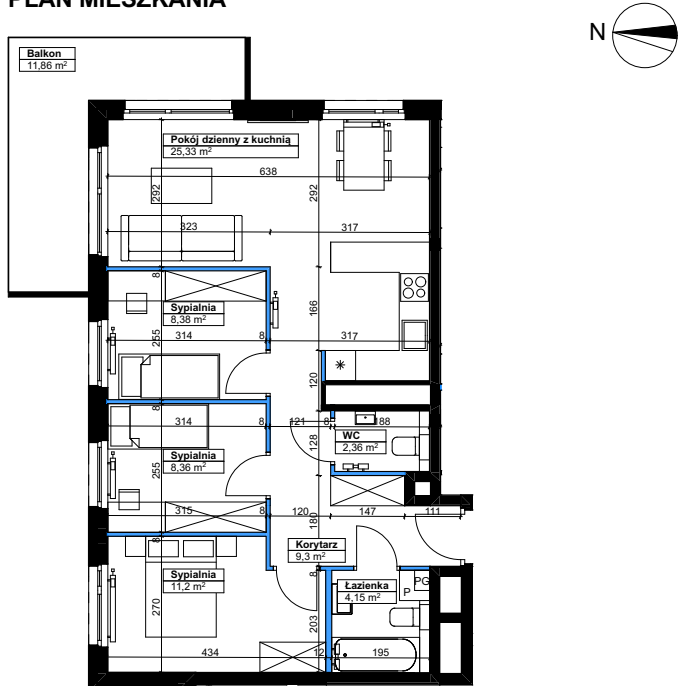 PLAN MIESZKANIA
N
Balkon
11,86 m²
Pokój dzienny z kuchnią
25,33 m²
638
292
292
323
317
8
Sypialnia
8,38 m²
166
255
314
8
317
120
8
314
8
121
8
188
WC
2,36 m²
128
Sypialnia
8,36 m²
255
315
8
120
147
111
180
8
Korytarz
9,3 m²
Sypialnia
11,2 m²
8
Łazienka
4,15 m²
P
PG
270
203
434
12
195